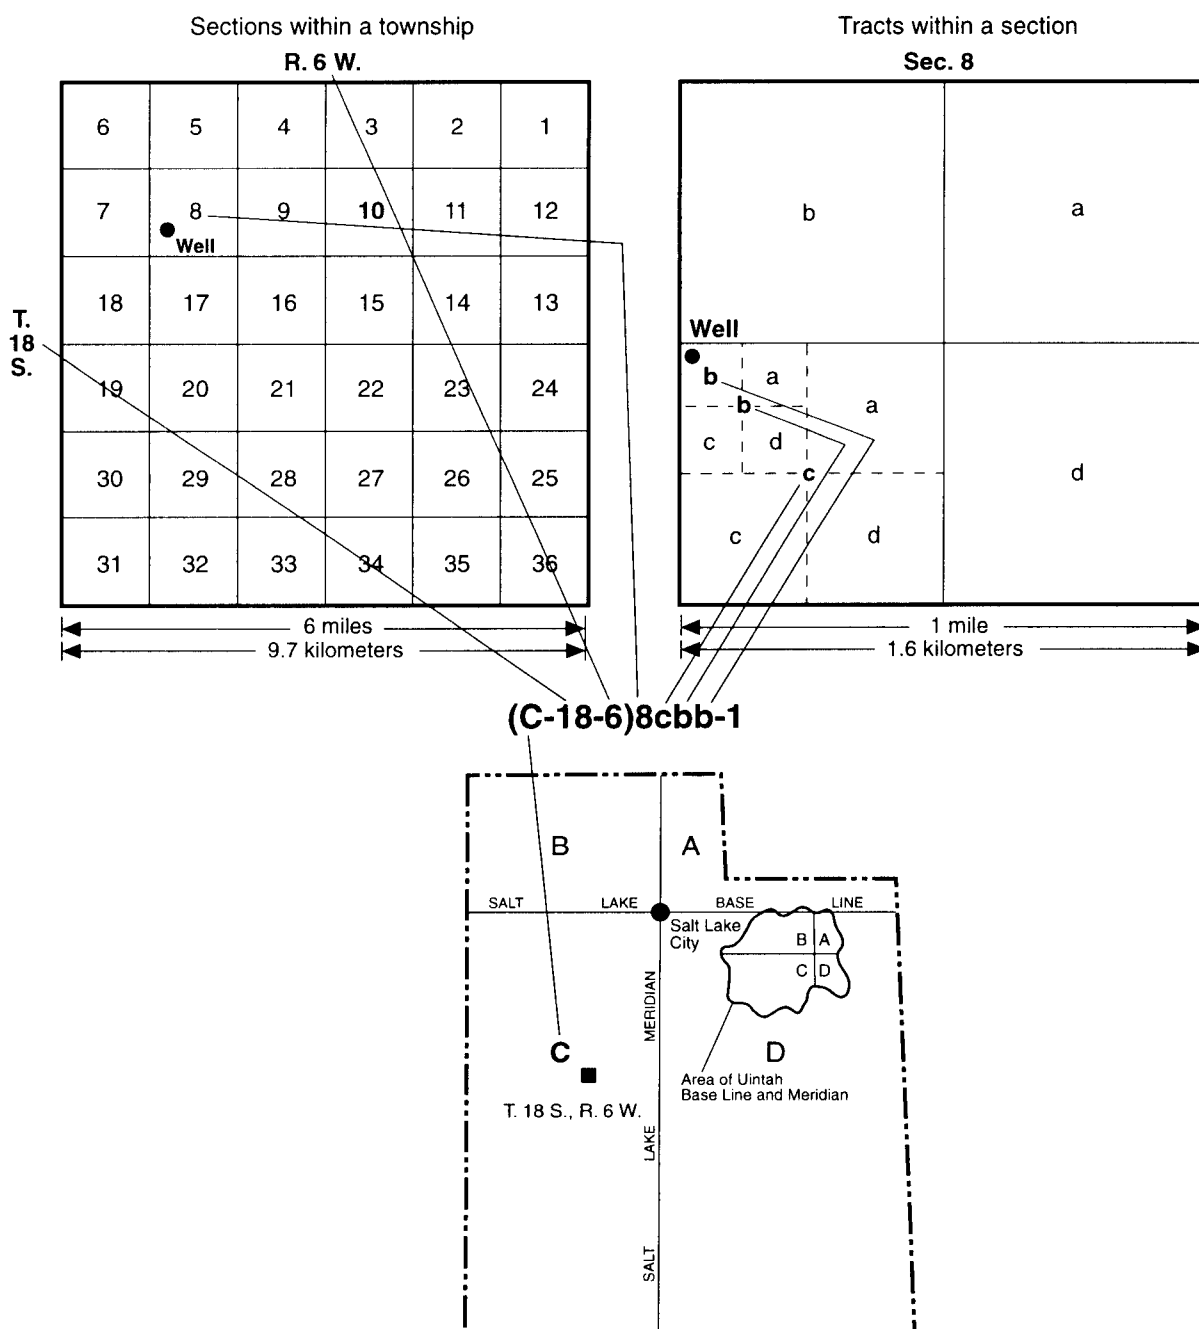 Sections within a township
R. 6 W.
6 5 4 3 2 1
7 8 9 10 11 12
Well
18 17 16 15 14 13
T.
18
S.
19 20 21 22 23 24
30 29 28 27 26 25
31 32 33 34 35 36
6 miles
9.7 kilometers
Tracts within a section
Sec. 8
b a
Well
b a
b a
c d
c d
c d
1 mile
1.6 kilometers
(C-18-6)8cbb-1
B A
SALT LAKE BASE LINE
Salt Lake
City
B A
C D
MERIDIAN
C
D
T. 18 S., R. 6 W.
Area of Uintah
Base Line and Meridian
LAKE
SALT